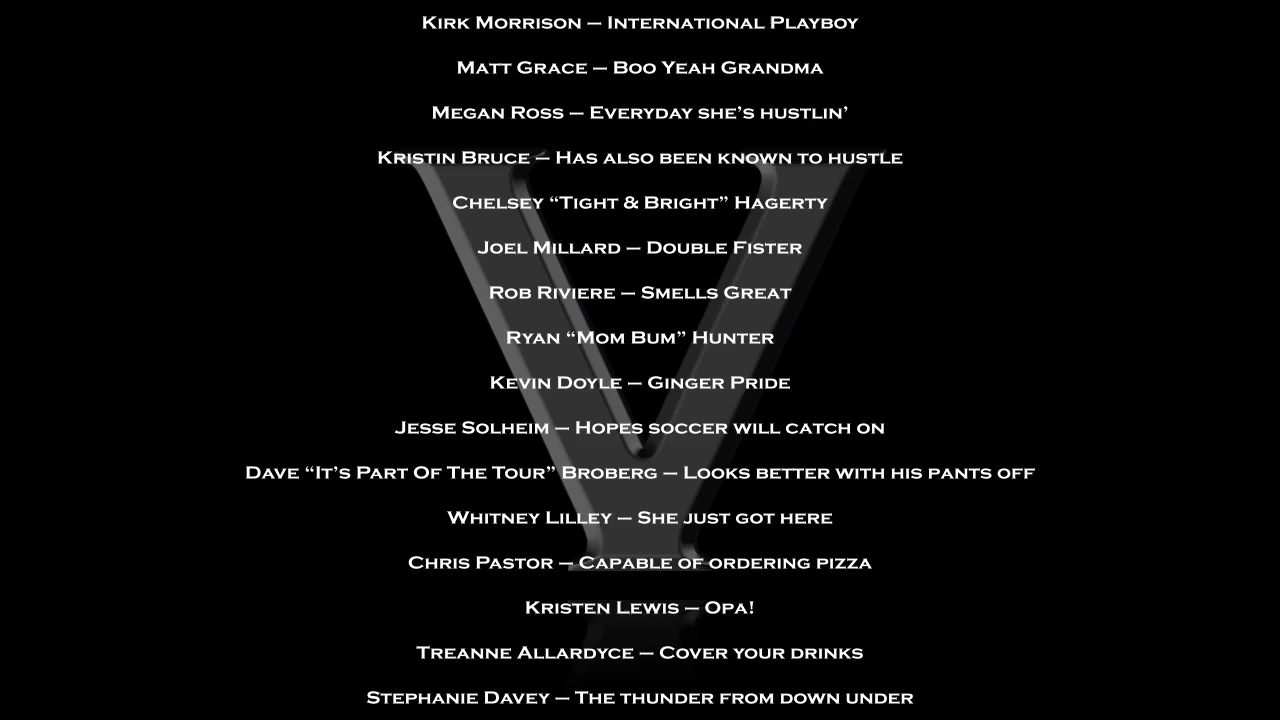 Kirk Morrison – International Playboy
Matt Grace – Boo Yeah Grandma
Megan Ross – Everyday she’s hustlin’
Kristin Bruce – Has also been known to hustle
Chelsey “Tight & Bright” Hagerty
Joel Millard – Double Fister
Rob Riviere – Smells Great
Ryan “Mom Bum” Hunter
Kevin Doyle – Ginger Pride
Jesse Solheim – Hopes soccer will catch on
Dave “It’s Part Of The Tour” Broberg – Looks better with his pants off
Whitney Lilley – She just got here
Chris Pastor – Capable of ordering pizza
Kristen Lewis – Opa!
Treanne Allardyce – Cover your drinks
Stephanie Davey – The thunder from down under